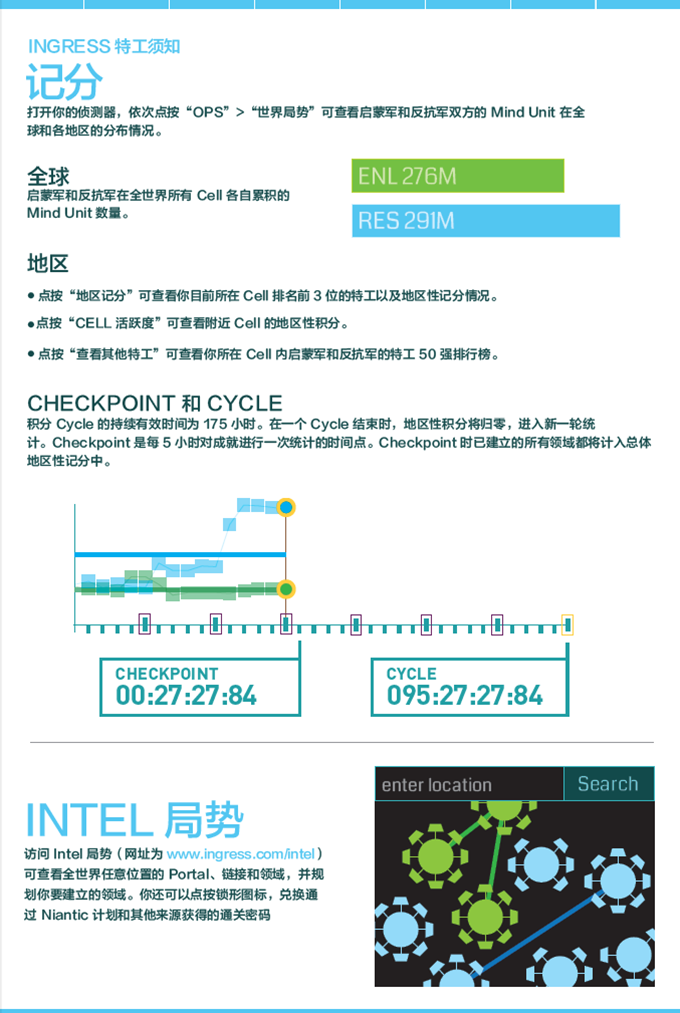 INGRESS 特工须知
记分
打开你的侦测器，依次点按“OPS”>“世界局势”可查看启蒙军和反抗军双方的 Mind Unit 在全
球和各地区的分布情况。
全球
启蒙军和反抗军在全世界所有 Cell 各自累积的
Mind Unit 数量。
ENL 276M
RES 291M
地区
● 点按“地区记分”可查看你目前所在 Cell 排名前 3 位的特工以及地区性记分情况。
●点按“CELL 活跃度”可查看附近 Cell 的地区性积分。
● 点按“查看其他特工”可查看你所在 Cell 内启蒙军和反抗军的特工 50 强排行榜。
CHECKPOINT 和 CYCLE
积分 Cycle 的持续有效时间为 175 小时。在一个 Cycle 结束时，地区性积分将归零，进入新一轮统
计。Checkpoint 是每 5 小时对成就进行一次统计的时间点。Checkpoint 时已建立的所有领域都将计入总体
地区性记分中。
CHECKPOINT
00:27:27:84
CYCLE
095:27:27:84
INTEL 局势
访问 Intel 局势（网址为 www.ingress.com/intel）
可查看全世界任意位置的 Portal、链接和领域，并规
划你要建立的领域。你还可以点按锁形图标，兑换通
过 Niantic 计划和其他来源获得的通关密码
enter location
Search